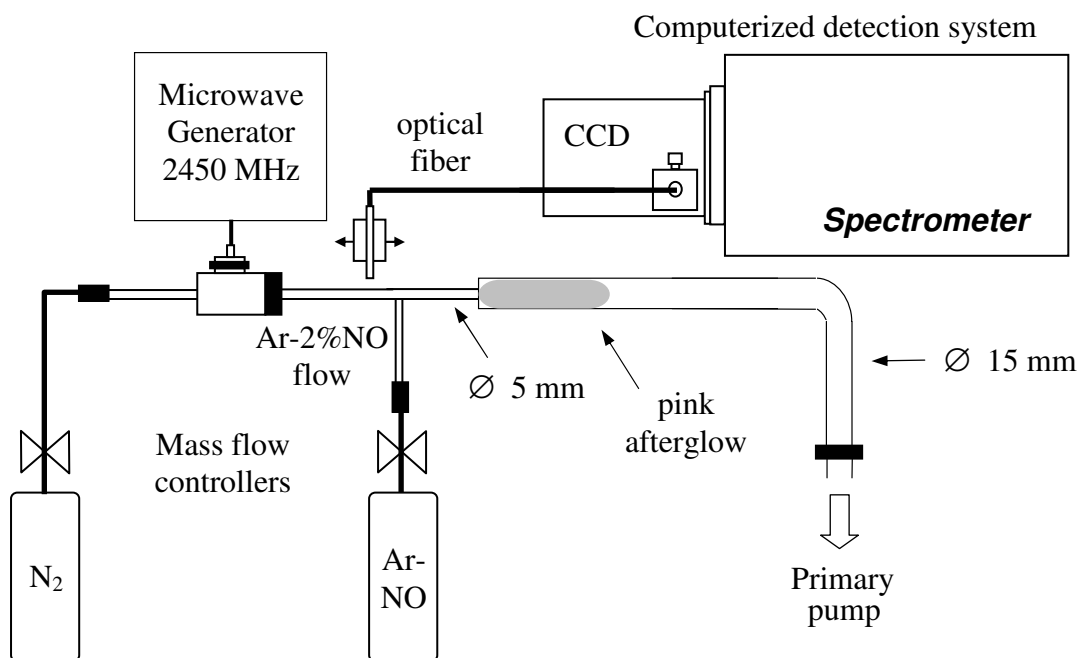 Computerized detection system
Microwave
Generator
2450 MHz
optical
fiber
CCD
Spectrometer
Ar-2%NO
flow
∅ 5 mm
∅ 15 mm
pink
afterglow
Mass flow
controllers
N₂
Ar-
NO
Primary
pump